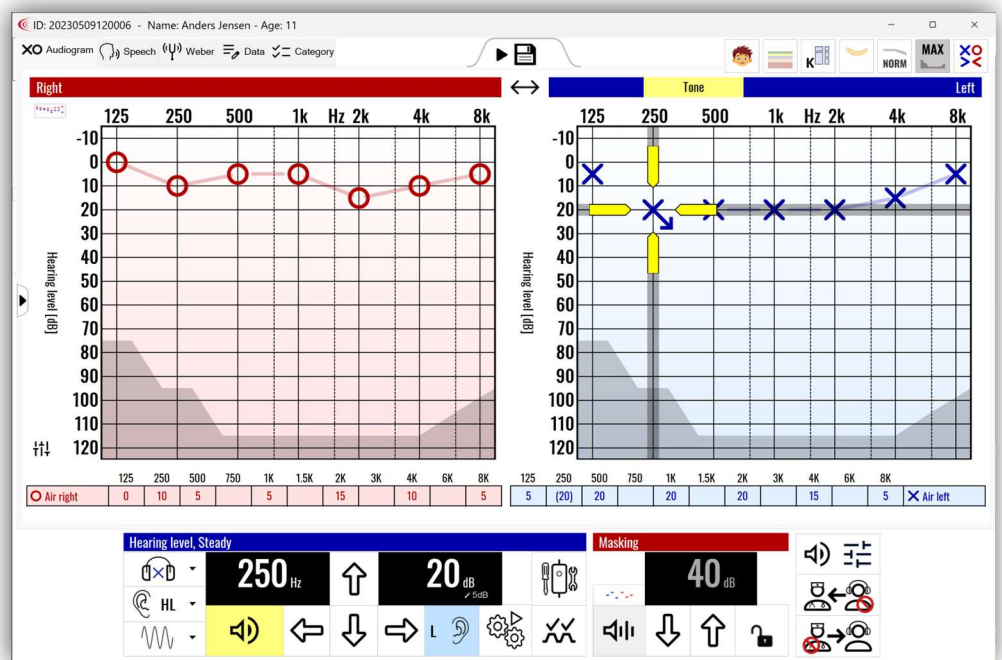 ID: 20230509120006 - Name: Anders Jensen - Age: 11
XO Audiogram Speech Weber Data Category
K NORM MAX
Right
Tone Left
125 250 500 1k Hz 2k 4k 8k
-10
0
10
20
30
40
50
60
70
80
90
100
110
120
Hearing level [dB]
125 250 500 1k Hz 2k 4k 8k
-10
0
10
20
30
40
50
60
70
80
90
100
110
120
Hearing level [dB]
125 250 500 750 1K 1.5K 2K 3K 4K 6K 8K
Air right 0 10 5 5 15 10 5
125 250 500 750 1K 1.5K 2K 3K 4K 6K 8K
5 (20) 20 20 20 15 5 Air left
Hearing level, Steady
250 Hz
20 dB
5dB
HL
L
Masking
40 dB